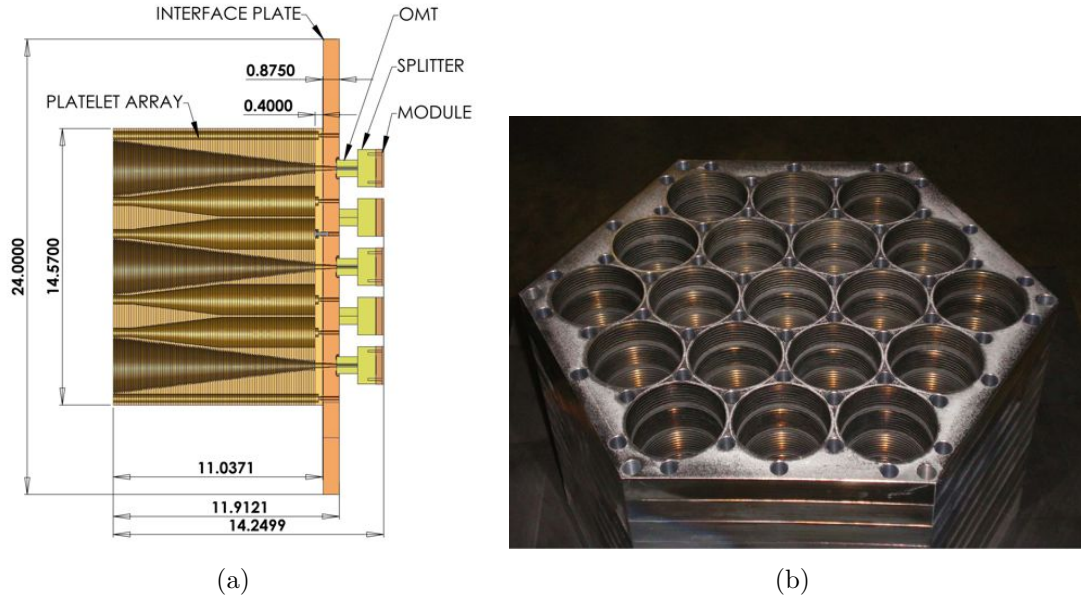 INTERFACE PLATE
OMT
0.8750
SPLITTER
PLATELET ARRAY
0.4000
MODULE
24.0000
14.5700
11.0371
11.9121
14.2499
(a)
(b)